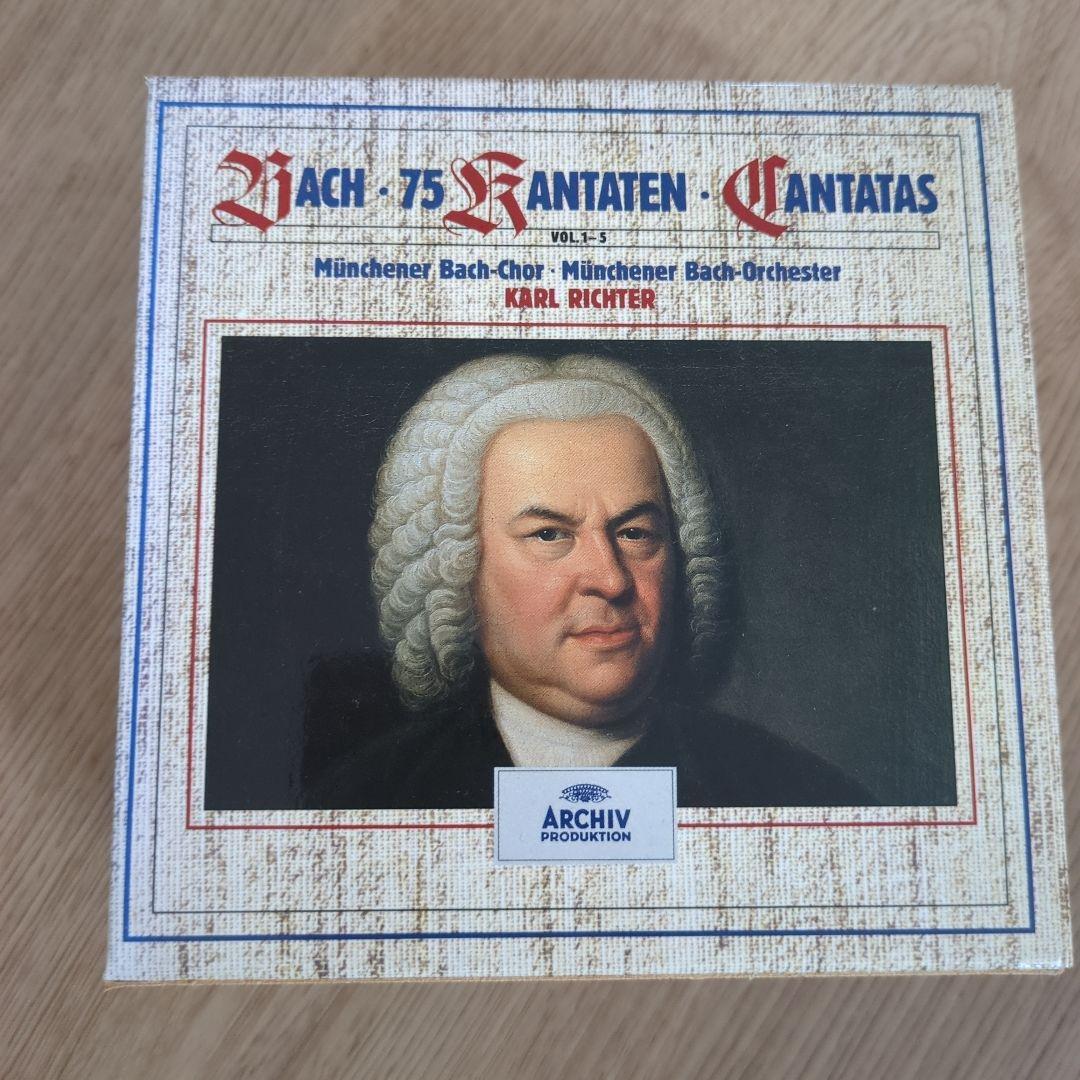 BACH · 75 KANTATEN · CANTATAS
VOL. 1–5
Münchener Bach-Chor · Münchener Bach-Orchester
KARL RICHTER
ARCHIV
PRODUKTION